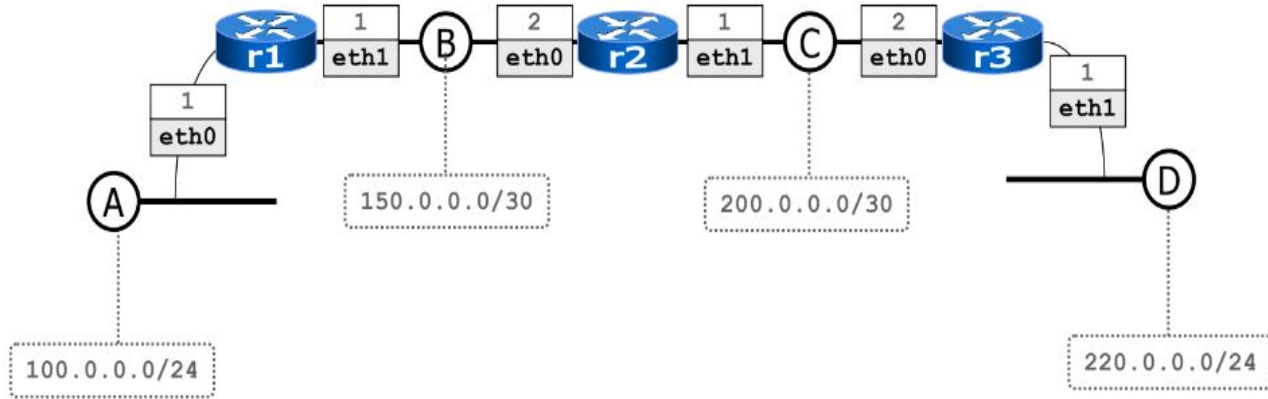 1
eth1
B
2
eth0
1
eth1
C
2
eth0
r1
r2
r3
1
eth0
1
eth1
A
D
150.0.0.0/30
200.0.0.0/30
100.0.0.0/24
220.0.0.0/24